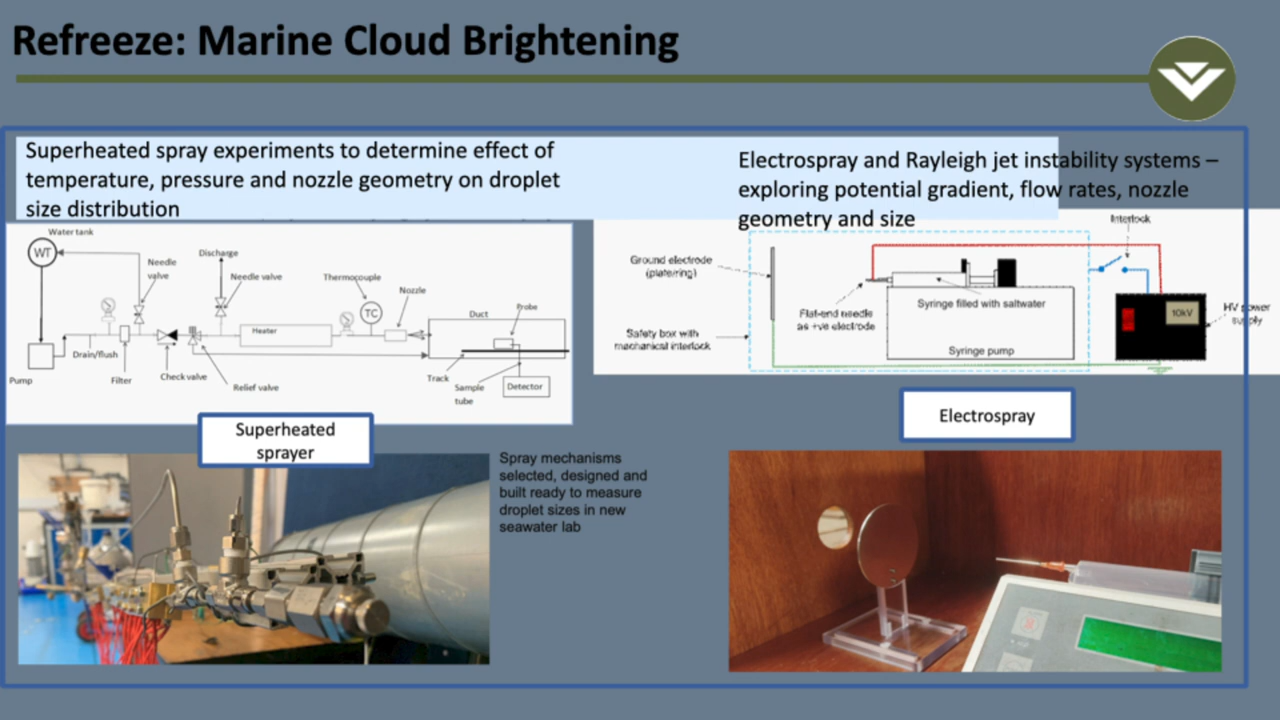 Refreeze: Marine Cloud Brightening
Superheated spray experiments to determine effect of
temperature, pressure and nozzle geometry on droplet
size distribution
Electrospray and Rayleigh jet instability systems –
exploring potential gradient, flow rates, nozzle
geometry and size
Water tank
WT
Needle
valve
Discharge
Needle valve
Thermocouple
TC
Nozzle
Heater
Duct
Probe
Drain/flush
Pump
Filter
Check valve
Relief valve
Track
Sample
tube
Detector
Interlock
Ground electrode
(plate/ring)
Flat-end needle
as +ve electrode
Syringe filled with saltwater
Syringe pump
Safety box with
mechanical interlock
10kV
HV power
supply
Superheated
sprayer
Electrospray
Spray mechanisms
selected, designed and
built ready to measure
droplet sizes in new
seawater lab